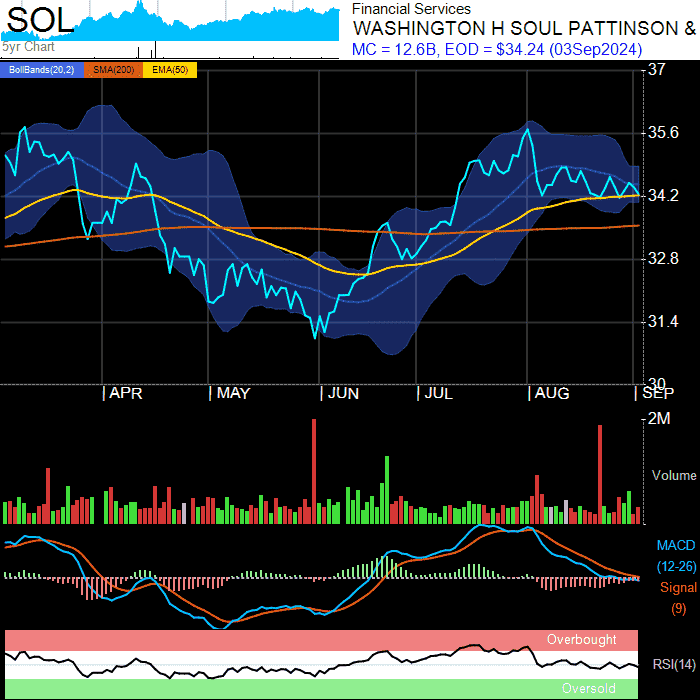 SOL
5yr Chart
Financial Services
WASHINGTON H SOUL PATTINSON &
MC = 12.6B, EOD = $34.24 (03Sep2024)
BollBands(20,2) SMA(200) EMA(50)
37
35.6
34.2
32.8
31.4
30
APR MAY JUN JUL AUG SEP
2M
Volume
MACD
(12-26)
Signal
(9)
Overbought
RSI(14)
Oversold